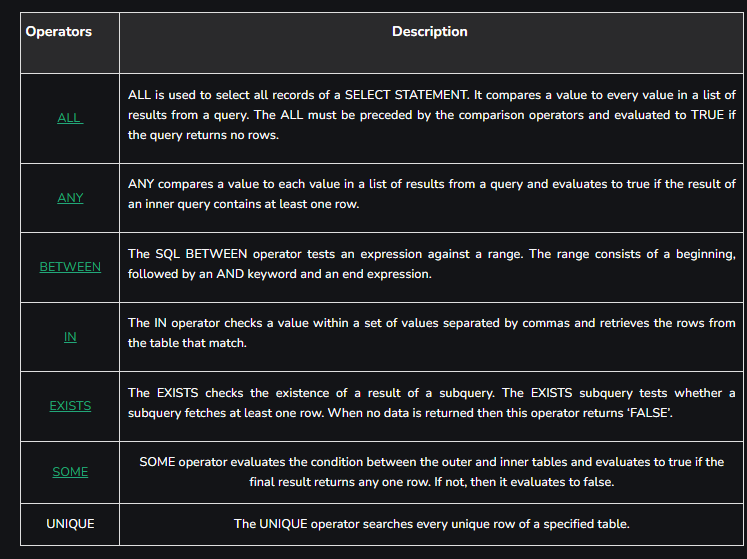 Operators Description
ALL
ALL is used to select all records of a SELECT STATEMENT. It compares a value to every value in a list of
results from a query. The ALL must be preceded by the comparison operators and evaluated to TRUE if
the query returns no rows.
ANY
ANY compares a value to each value in a list of results from a query and evaluates to true if the result of
an inner query contains at least one row.
BETWEEN
The SQL BETWEEN operator tests an expression against a range. The range consists of a beginning,
followed by an AND keyword and an end expression.
IN
The IN operator checks a value within a set of values separated by commas and retrieves the rows from
the table that match.
EXISTS
The EXISTS checks the existence of a result of a subquery. The EXISTS subquery tests whether a
subquery fetches at least one row. When no data is returned then this operator returns ‘FALSE’.
SOME
SOME operator evaluates the condition between the outer and inner tables and evaluates to true if the
final result returns any one row. If not, then it evaluates to false.
UNIQUE
The UNIQUE operator searches every unique row of a specified table.